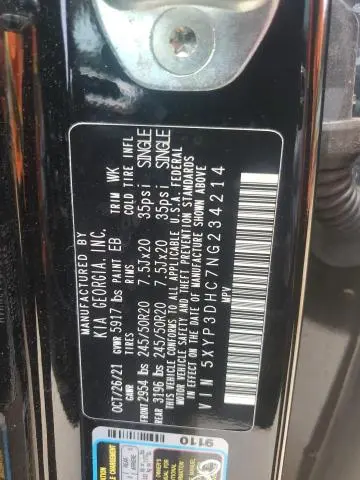 MANUFACTURED BY
KIA GEORGIA, INC.
OCT/26/21 GVWR 5917 lbs PAINT EB TRIM WK
GAWR TIRES RIMS COLD TIRE INFL
FRONT 2954 lbs 245/50R20 7.5Jx20 35psi SINGLE
REAR 3196 lbs 245/50R20 7.5Jx20 35psi SINGLE
THIS VEHICLE CONFORMS TO ALL APPLICABLE U.S.A. FEDERAL
MOTOR VEHICLE SAFETY AND THEFT PREVENTION STANDARDS
IN EFFECT ON THE DATE OF MANUFACTURE SHOWN ABOVE
VIN 5XYP3DHC7NG234214
MPV
9110